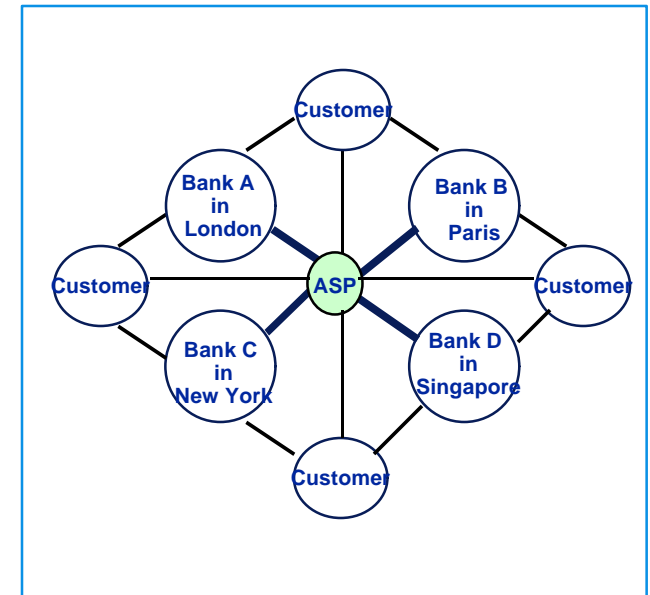 Customer
Bank A
in
London
Bank B
in
Paris
Customer
ASP
Customer
Bank C
in
New York
Bank D
in
Singapore
Customer